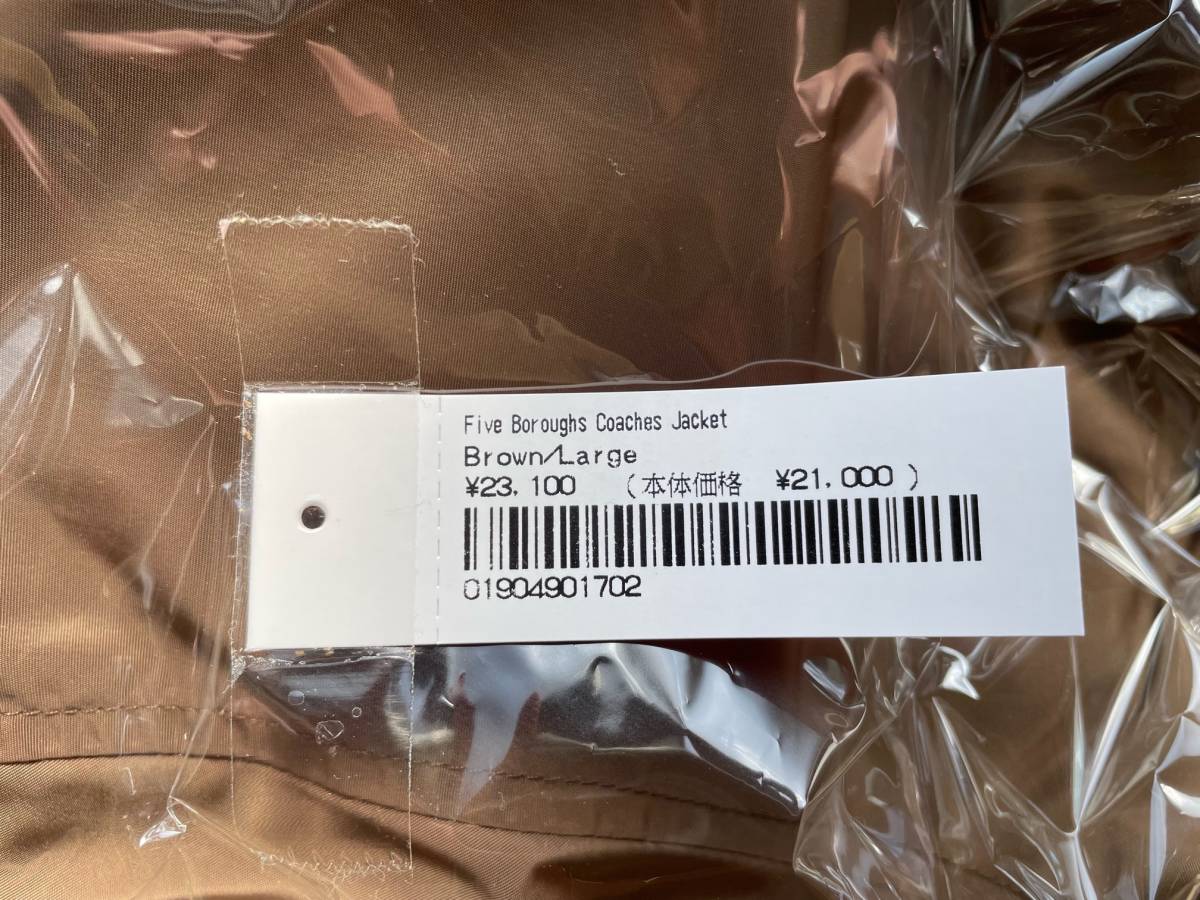 Five Boroughs Coaches Jacket
Brown/Large
¥23,100 (本体価格 ¥21,000)
01904901702